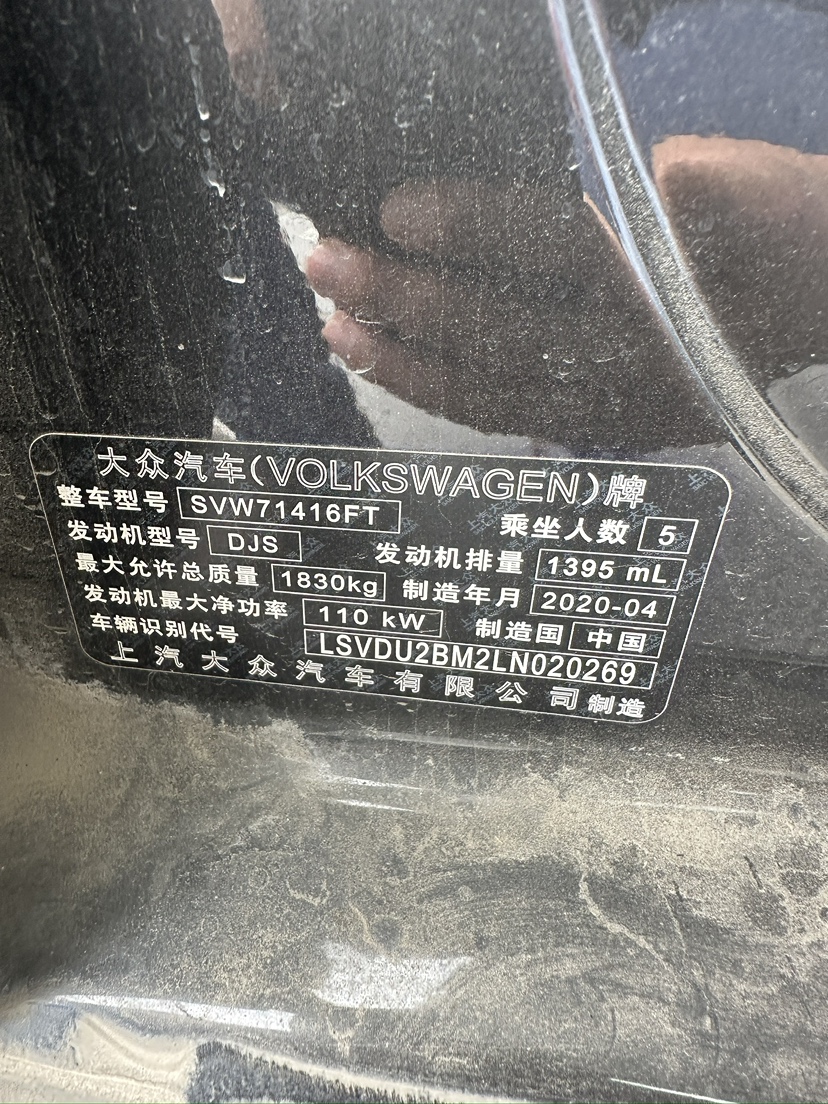 大众汽车(VOLKSWAGEN)牌
整车型号 SVW71416FT 乘坐人数 5
发动机型号 DJS 发动机排量 1395 mL
最大允许总质量 1830kg 制造年月 2020-04
发动机最大净功率 110 kW 制造国 中国
车辆识别代号 LSVDU2BM2LN020269
上汽大众汽车有限公司 制造